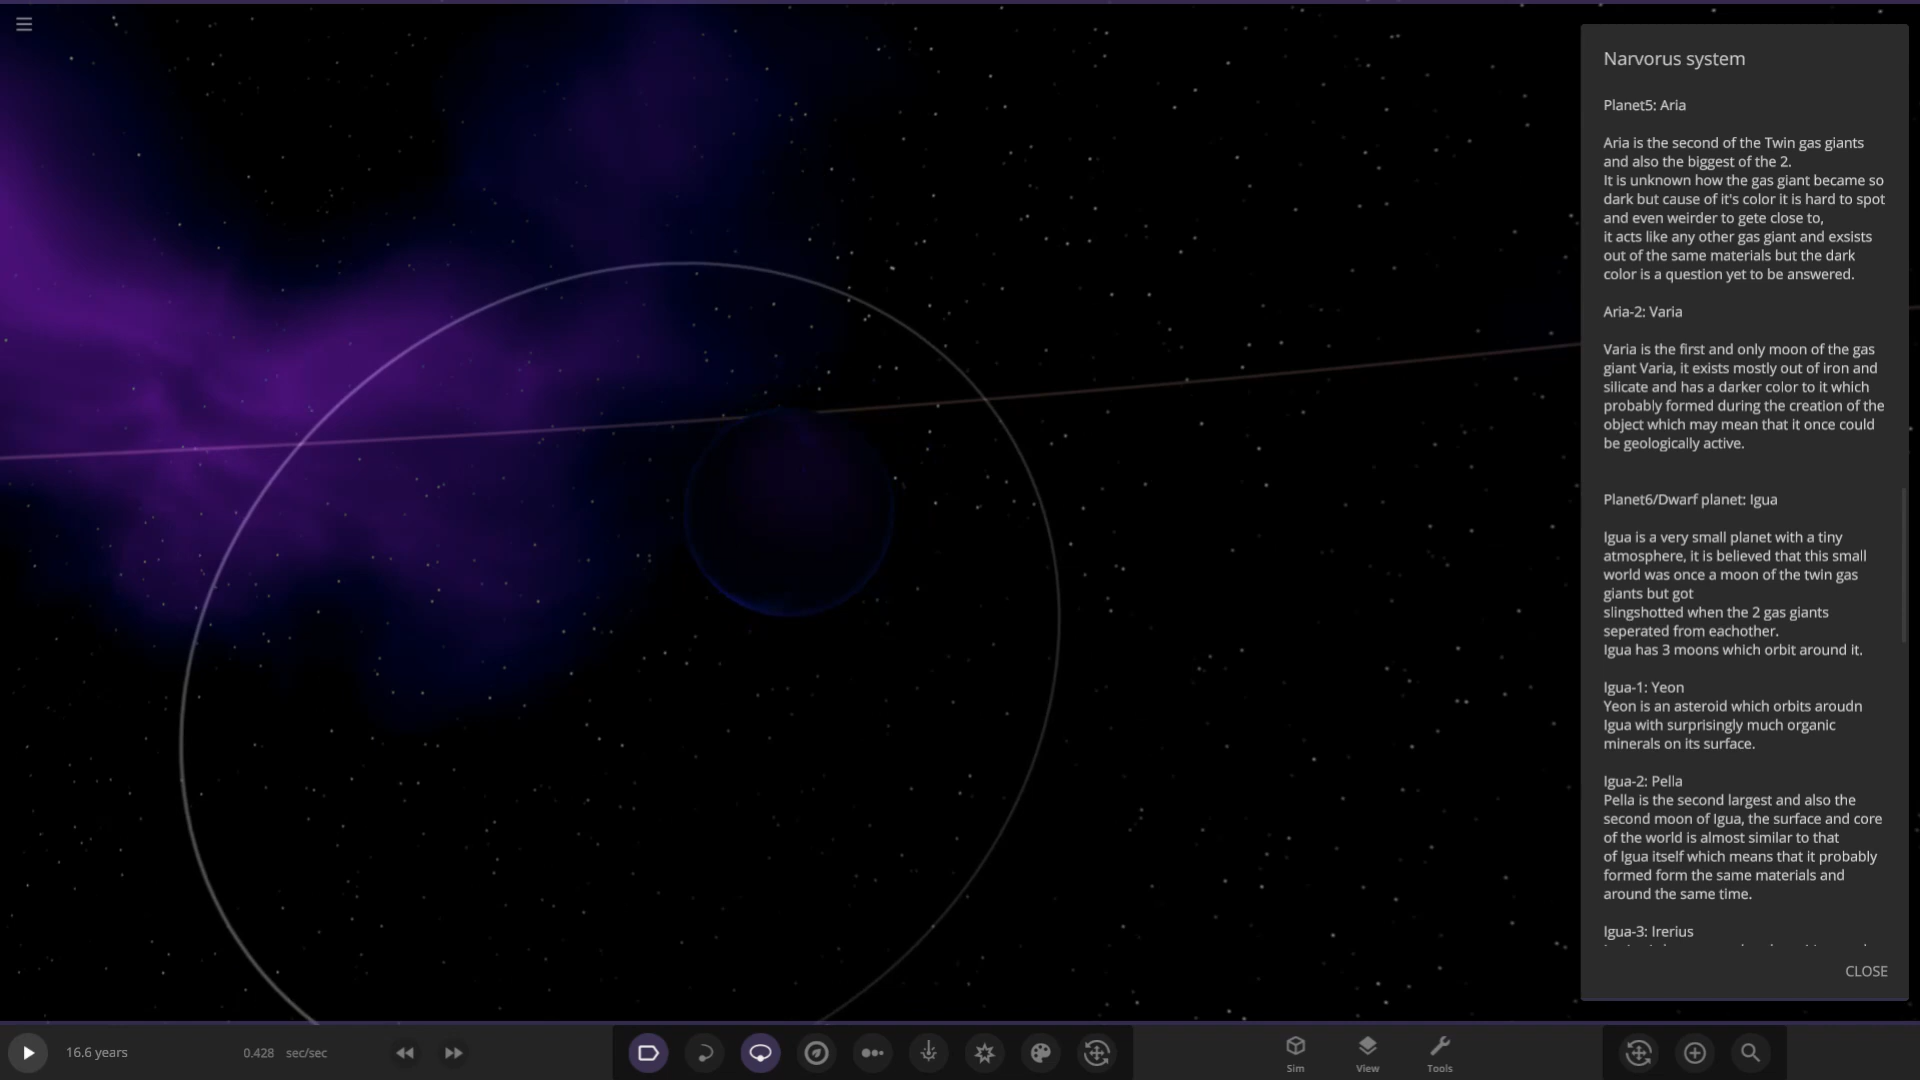 Narvorus system
Planet5: Aria
Aria is the second of the Twin gas giants
and also the biggest of the 2.
It is unknown how the gas giant became so
dark but cause of it's color it is hard to spot
and even weirder to gete close to,
it acts like any other gas giant and exsists
out of the same materials but the dark
color is a question yet to be answered.
Aria-2: Varia
Varia is the first and only moon of the gas
giant Varia, it exists mostly out of iron and
silicate and has a darker color to it which
probably formed during the creation of the
object which may mean that it once could
be geologically active.
Planet6/Dwarf planet: Igua
Igua is a very small planet with a tiny
atmosphere, it is believed that this small
world was once a moon of the twin gas
giants but got
slingshotted when the 2 gas giants
seperated from eachother.
Igua has 3 moons which orbit around it.
Igua-1: Yeon
Yeon is an asteroid which orbits aroudn
Igua with surprisingly much organic
minerals on its surface.
Igua-2: Pella
Pella is the second largest and also the
second moon of Igua, the surface and core
of the world is almost similar to that
of Igua itself which means that it probably
formed form the same materials and
around the same time.
Igua-3: Irerius
CLOSE
16.6 years
0.428 sec/sec
Sim
View
Tools